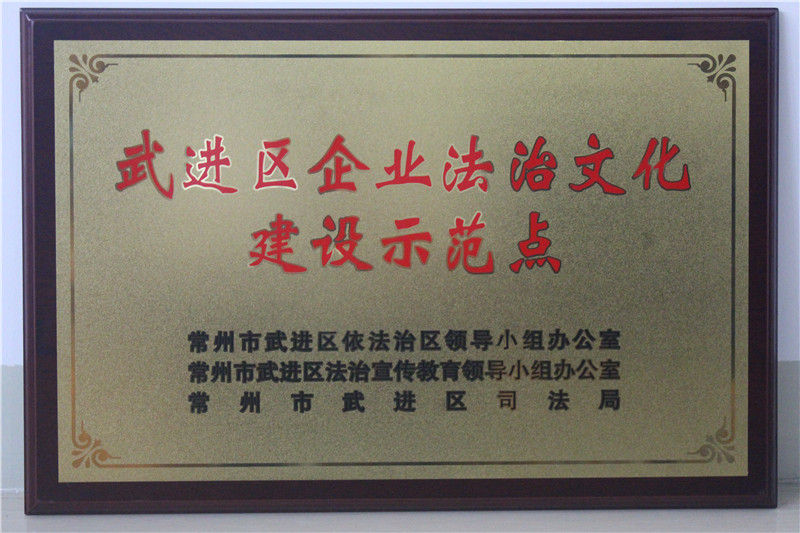 武进区企业法治文化
建设示范点
常州市武进区依法治区领导小组办公室
常州市武进区法治宣传教育领导小组办公室
常州市武进区司法局